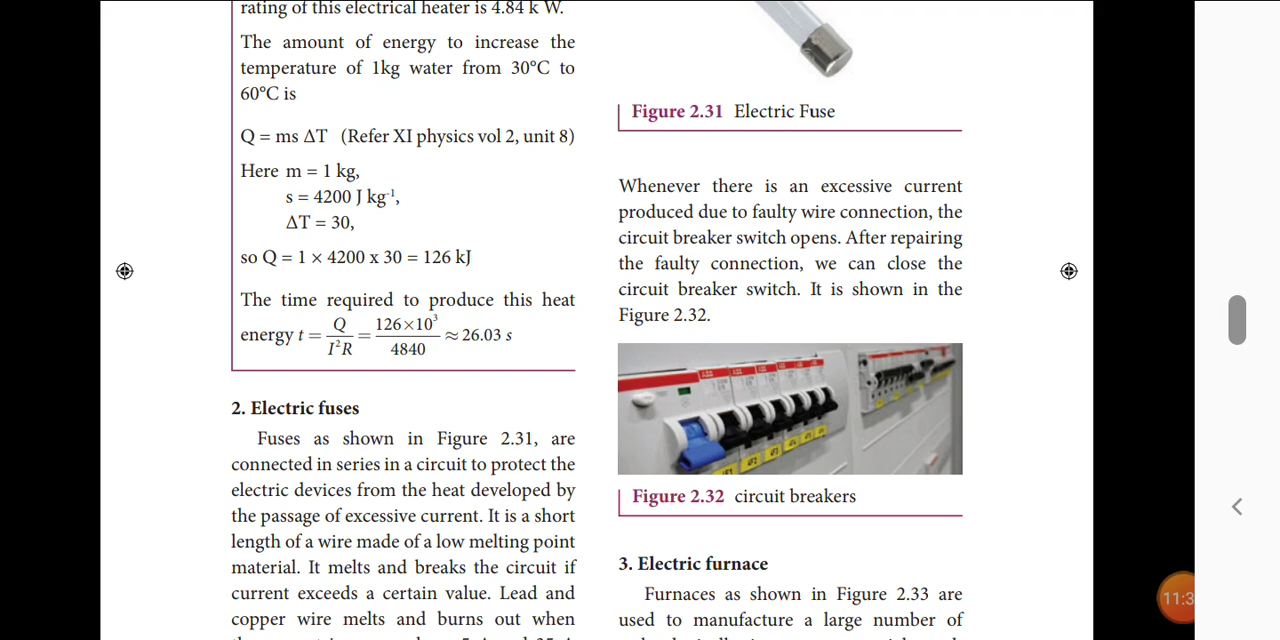 rating of this electrical heater is 4.84 k W.
The amount of energy to increase the
temperature of 1kg water from 30°C to
60°C is
Q = ms ΔT (Refer XI physics vol 2, unit 8)
Here m = 1 kg,
s = 4200 J kg⁻¹,
ΔT = 30,
so Q = 1 × 4200 x 30 = 126 kJ
The time required to produce this heat
energy t = Q/I²R = 126×10³/4840 ≈ 26.03 s
2. Electric fuses
Fuses as shown in Figure 2.31, are
connected in series in a circuit to protect the
electric devices from the heat developed by
the passage of excessive current. It is a short
length of a wire made of a low melting point
material. It melts and breaks the circuit if
current exceeds a certain value. Lead and
copper wire melts and burns out when
Figure 2.31 Electric Fuse
Whenever there is an excessive current
produced due to faulty wire connection, the
circuit breaker switch opens. After repairing
the faulty connection, we can close the
circuit breaker switch. It is shown in the
Figure 2.32.
Figure 2.32 circuit breakers
3. Electric furnace
Furnaces as shown in Figure 2.33 are
used to manufacture a large number of
11:3